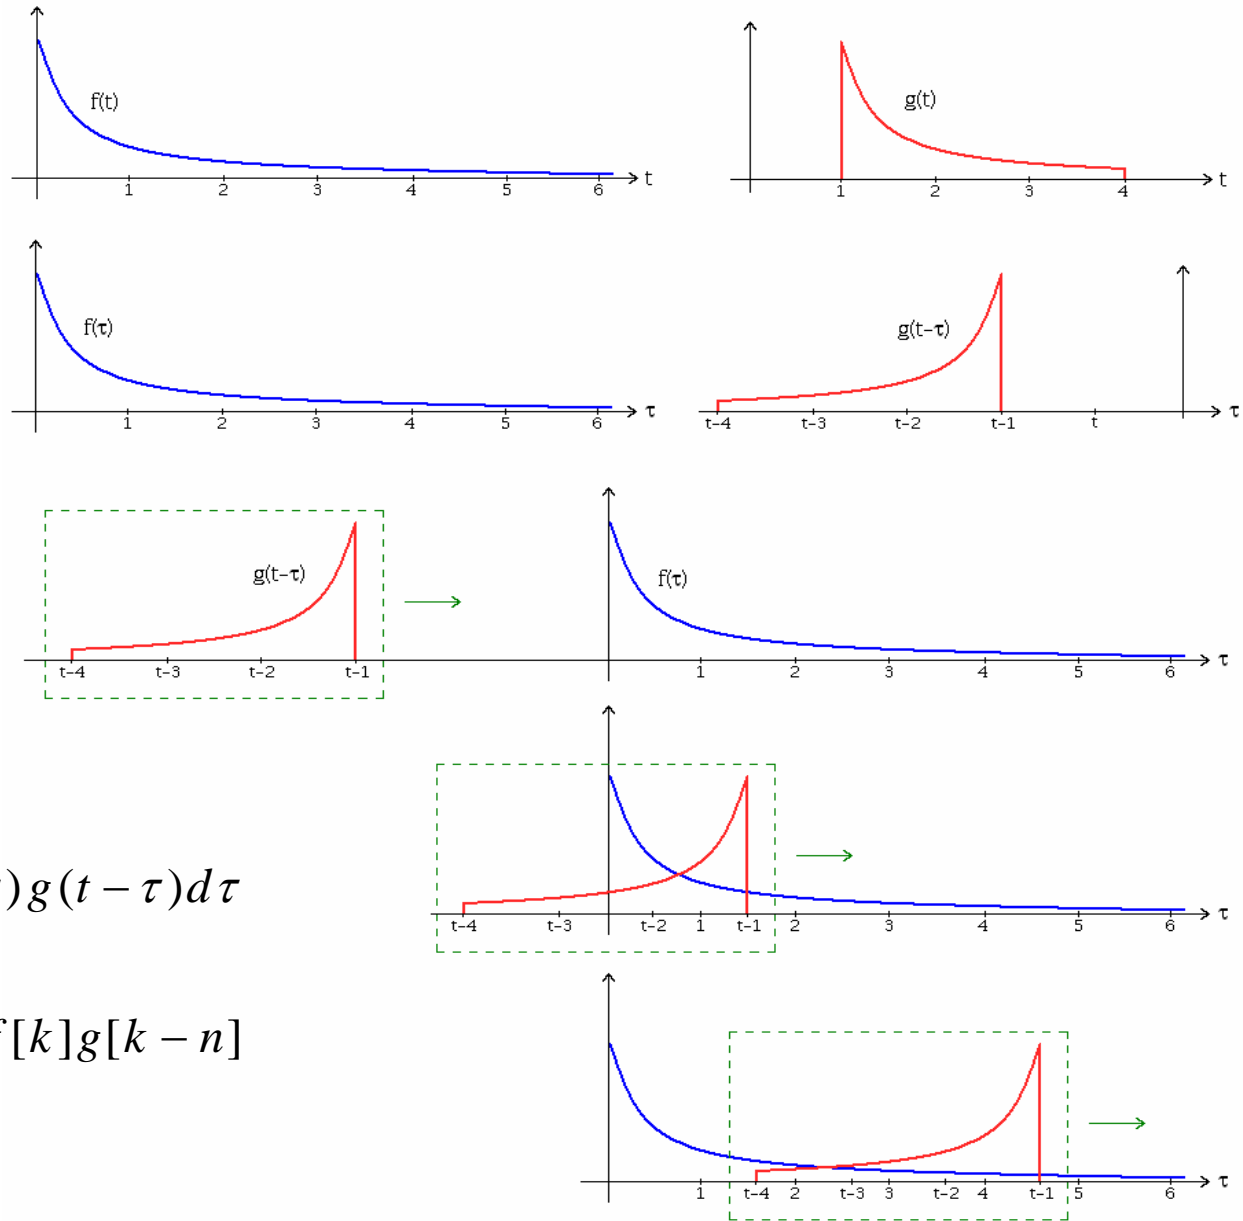 f(t)
g(t)
1 2 3 4 5 6 t
1 2 3 4 t
f(τ)
g(t-τ)
1 2 3 4 5 6 τ
t-4 t-3 t-2 t-1 t τ
g(t-τ)
f(τ)
t-4 t-3 t-2 t-1 1 2 3 4 5 6 τ
)g(t − τ)dτ
t-4 t-3 t-2 1 t-1 2 3 4 5 6 τ
[k]g[k − n]
1 t-4 2 t-3 3 t-2 4 t-1 5 6 τ